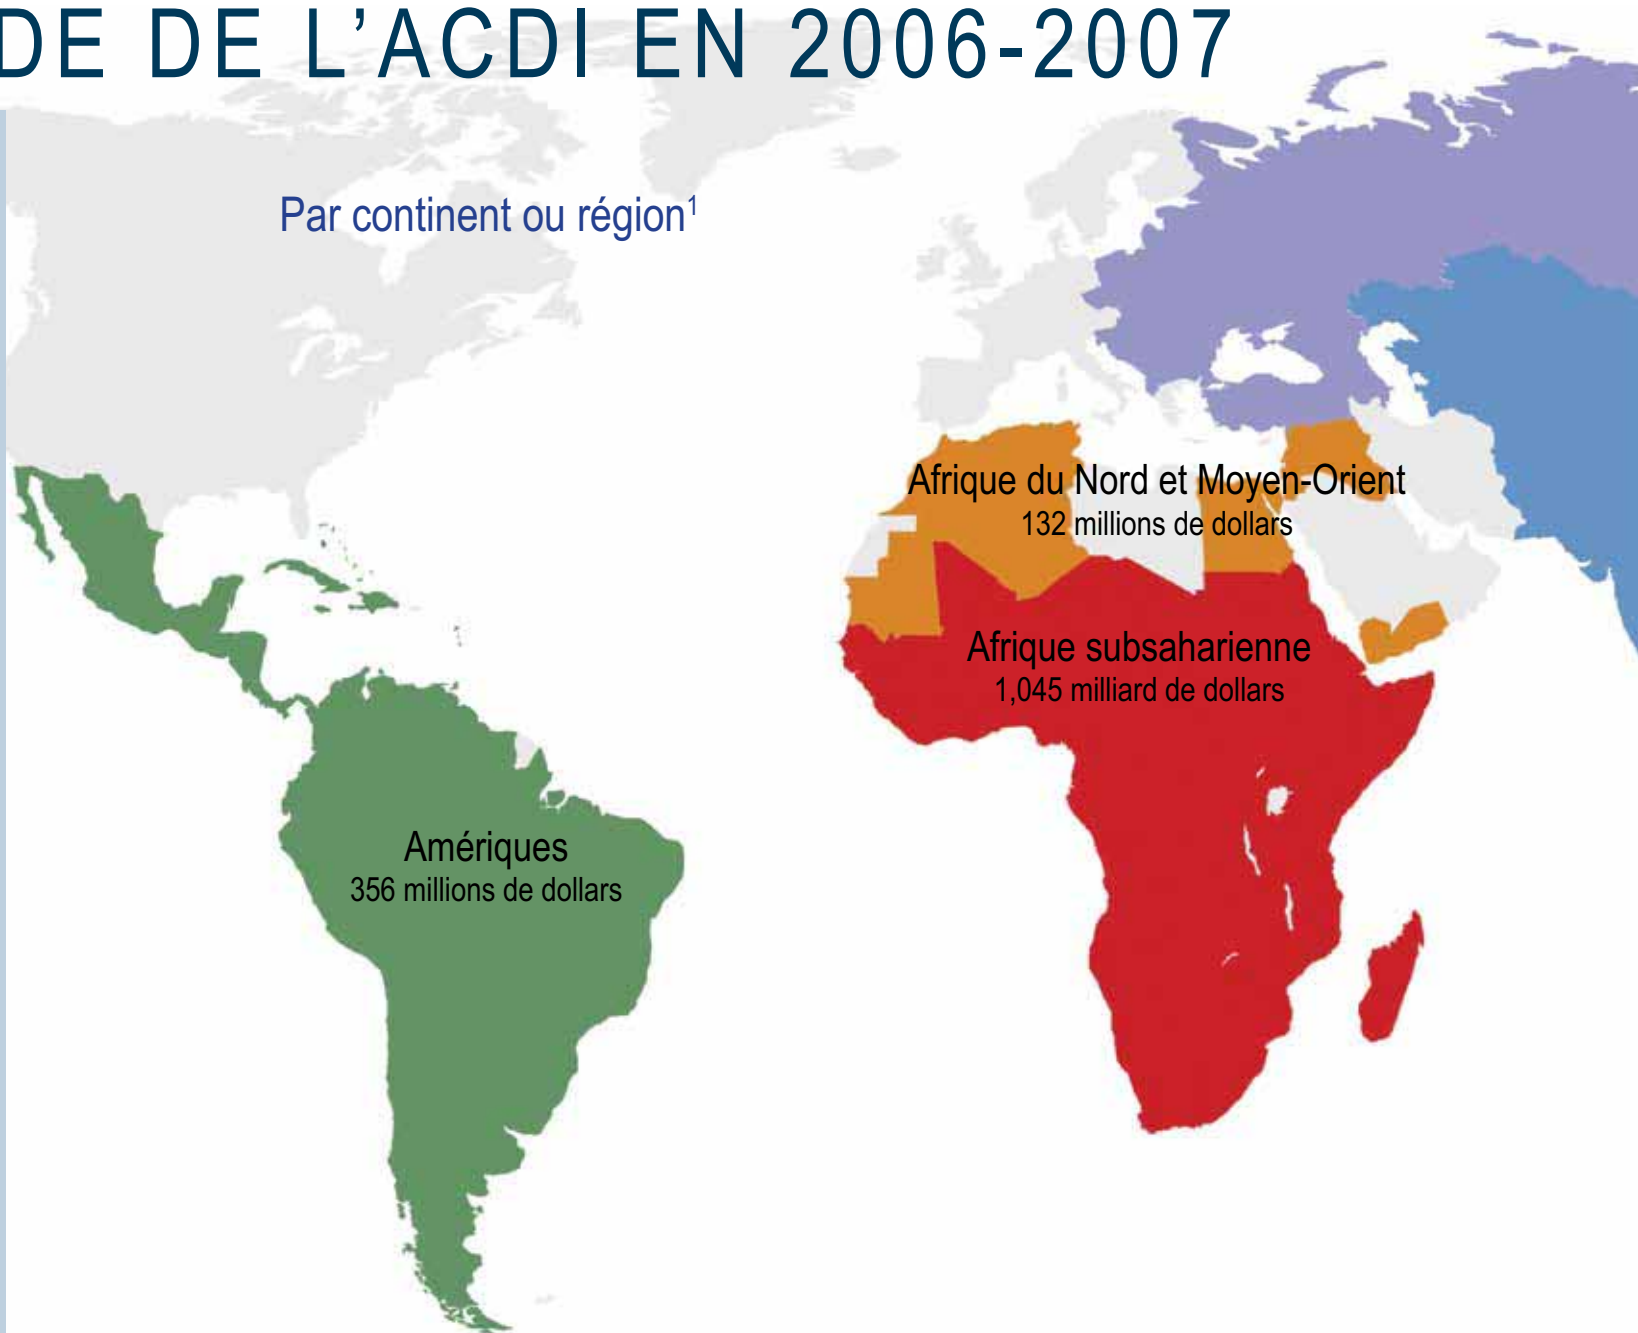 DE DE L'ACDI EN 2006-2007
Par continent ou région¹
Afrique du Nord et Moyen-Orient
132 millions de dollars
Afrique subsaharienne
1,045 milliard de dollars
Amériques
356 millions de dollars